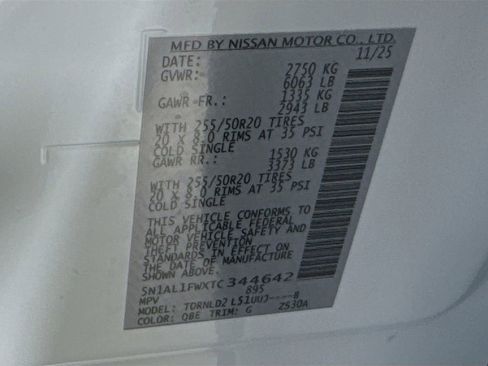 MFD BY NISSAN MOTOR CO., LTD.
DATE: 11/25
GVWR: 2750 KG
6063 LB
GAWR FR.: 1335 KG
2943 LB
WITH 255/50R20 TIRES
20 X 8.0 RIMS AT 35 PSI
COLD SINGLE
GAWR RR.: 1530 KG
3373 LB
WITH 255/50R20 TIRES
20 X 8.0 RIMS AT 35 PSI
COLD SINGLE
THIS VEHICLE CONFORMS TO
ALL APPLICABLE FEDERAL
MOTOR VEHICLE SAFETY AND
THEFT PREVENTION
STANDARDS IN EFFECT ON
THE DATE OF MANUFACTURE
SHOWN ABOVE.
5N1AL1FWXTC344642
MPV 895
MODEL: TDRNLD2 L51UUJ----B
COLOR: QBE TRIM: G ZS30A